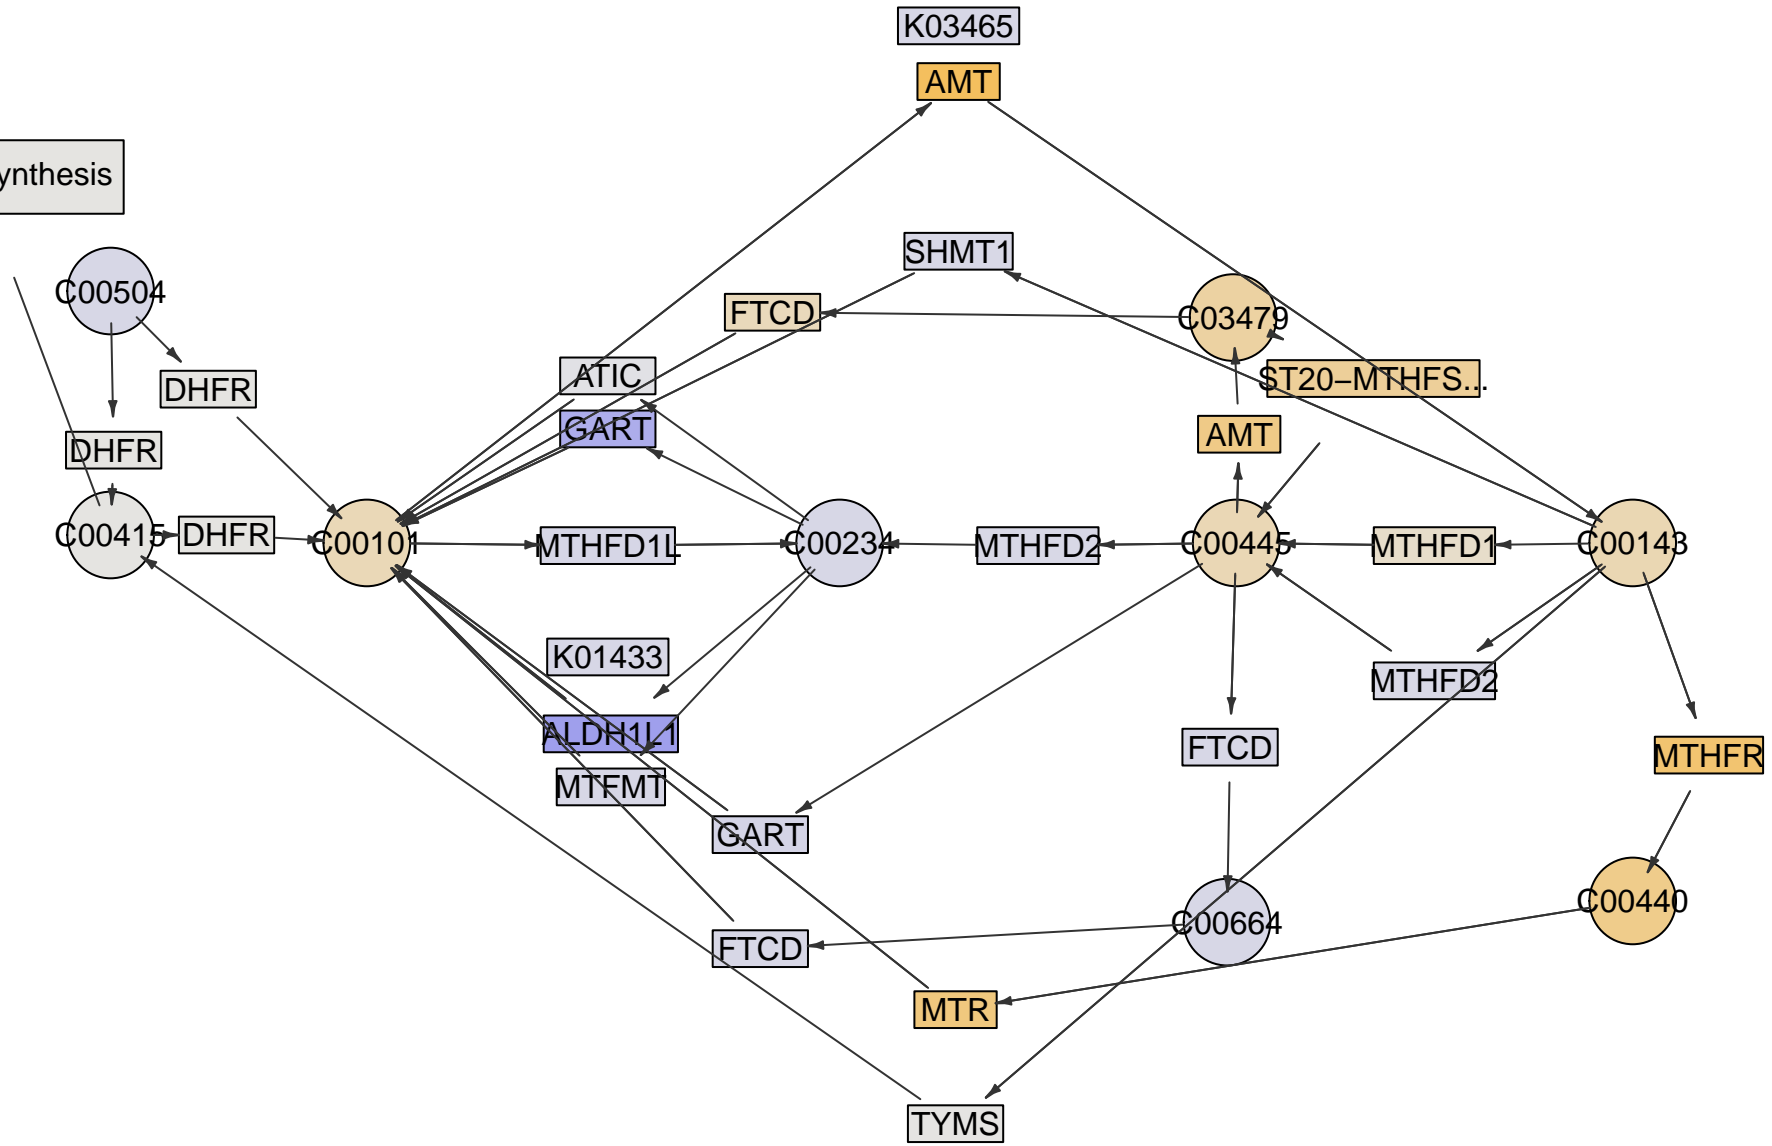 K03465
AMT
ynthesis
SHMT1
C00504
FTCD
C03479
ATIC
DHFR
ST20−MTHFS...
GART
AMT
DHFR
C00415
DHFR
C00101
MTHFD1L
C00234
MTHFD2
C00445
MTHFD1
C00143
K01433
MTHFD2
ALDH1L1
FTCD
MTHFR
MTFMT
GART
C00440
C00664
FTCD
MTR
TYMS